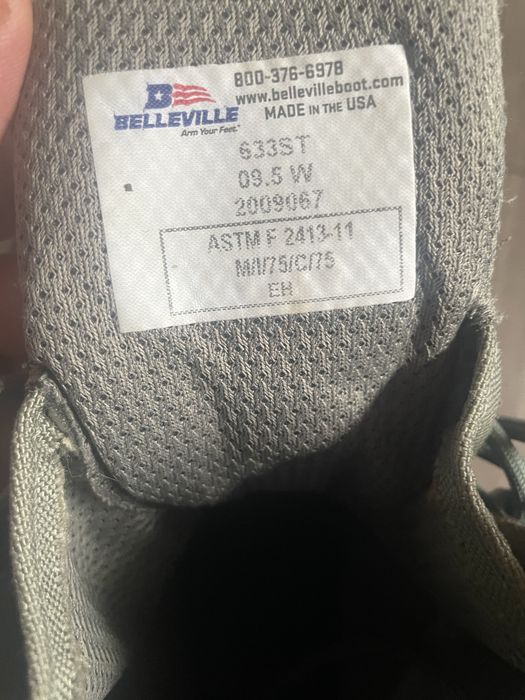 800-376-6978
www.bellevilleboot.com
MADE IN THE USA
B
BELLEVILLE
Arm Your Feet.
633ST
09.5 W
2009067
ASTM F 2413-11
M/I/75/C/75
EH